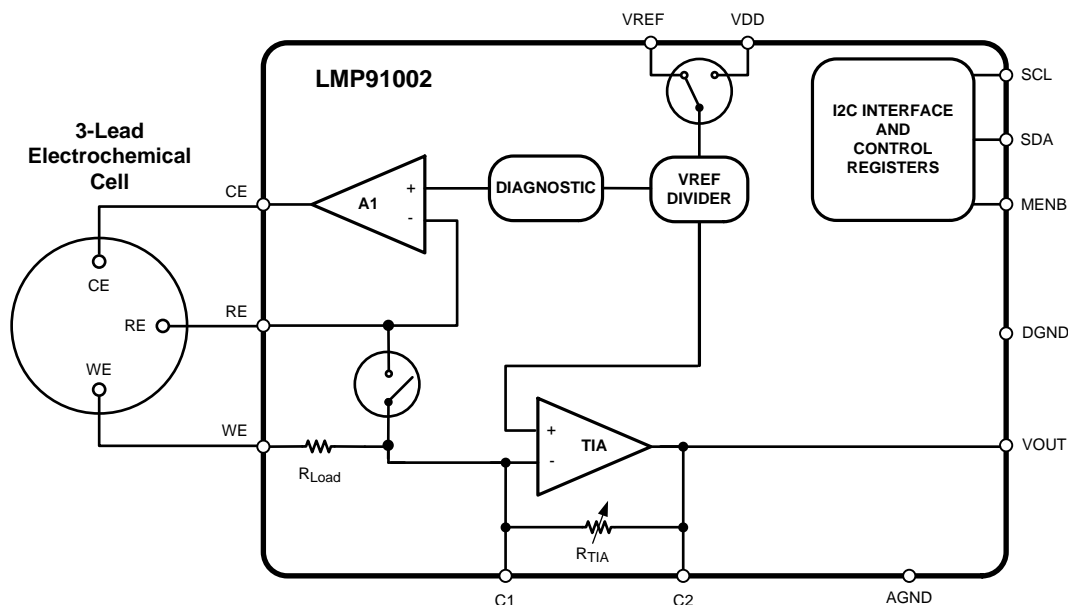 VREF
VDD
LMP91002
SCL
I2C INTERFACE
AND
CONTROL
REGISTERS
SDA
MENB
3-Lead
Electrochemical
Cell
CE
A1
+
-
DIAGNOSTIC
VREF
DIVIDER
CE
RE
RE
DGND
WE
WE
RLoad
+
-
TIA
VOUT
RTIA
C1
C2
AGND